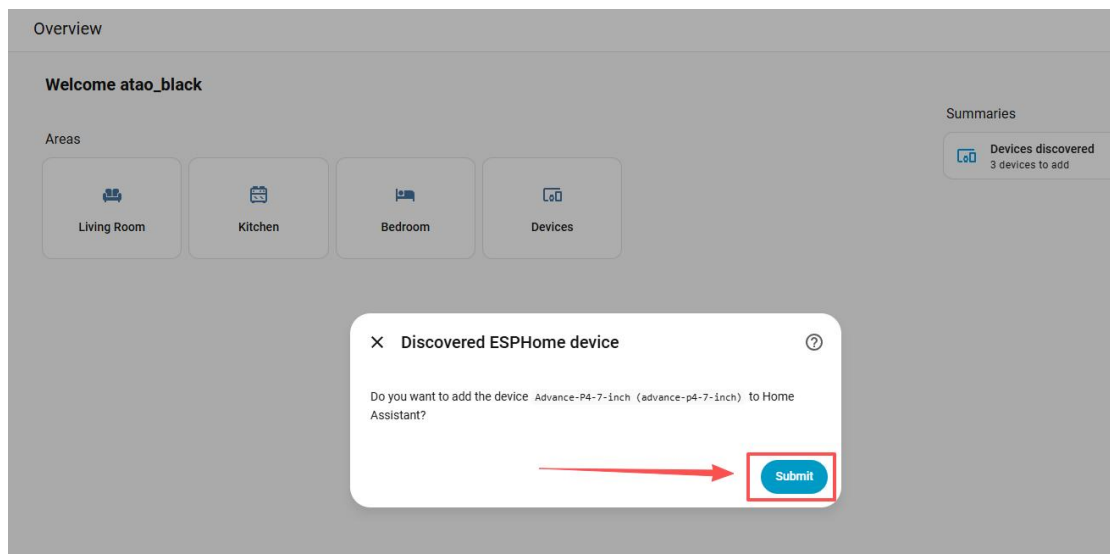 Overview
Welcome atao_black
Summaries
Areas
Devices discovered
3 devices to add
Living Room
Kitchen
Bedroom
Devices
Discovered ESPHome device
Do you want to add the device Advance-P4-7-inch (advance-p4-7-inch) to Home
Assistant?
Submit